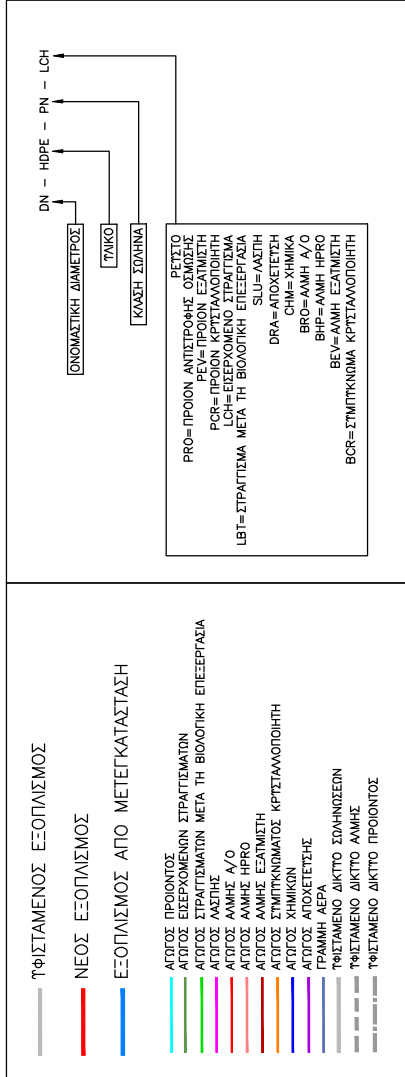 ΥΦΙΣΤΑΜΕΝΟΣ ΕΞΟΠΛΙΣΜΟΣ
ΝΕΟΣ ΕΞΟΠΛΙΣΜΟΣ
ΕΞΟΠΛΙΣΜΟΣ ΑΠΟ ΜΕΤΕΓΚΑΤΑΣΤΑΣΗ
ΑΓΩΓΟΣ ΠΡΟΙΟΝΤΟΣ
ΑΓΩΓΟΣ ΕΙΣΕΡΧΟΜΕΝΩΝ ΣΤΡΑΓΓΙΣΜΑΤΩΝ
ΑΓΩΓΟΣ ΣΤΡΑΓΓΙΣΜΑΤΩΝ ΜΕΤΑ ΤΗ ΒΙΟΛΟΓΙΚΗ ΕΠΕΞΕΡΓΑΣΙΑ
ΑΓΩΓΟΣ ΛΑΣΠΗΣ
ΑΓΩΓΟΣ ΑΛΜΗΣ Α/Ο
ΑΓΩΓΟΣ ΑΛΜΗΣ HPRO
ΑΓΩΓΟΣ ΑΛΜΗΣ ΕΞΑΤΜΙΣΤΗ
ΑΓΩΓΟΣ ΣΥΜΠΥΚΝΩΜΑΤΟΣ ΚΡΥΣΤΑΛΛΟΠΟΙΗΤΗ
ΑΓΩΓΟΣ ΧΗΜΙΚΩΝ
ΑΓΩΓΟΣ ΑΠΟΧΕΤΕΥΣΗΣ
ΓΡΑΜΜΗ ΑΕΡΑ
ΥΦΙΣΤΑΜΕΝΟ ΔΙΚΤΥΟ ΣΩΛΗΝΩΣΕΩΝ
ΥΦΙΣΤΑΜΕΝΟ ΔΙΚΤΥΟ ΑΛΜΗΣ
ΥΦΙΣΤΑΜΕΝΟ ΔΙΚΤΥΟ ΠΡΟΙΟΝΤΟΣ
DN - HDPE - PN - LCH
ΟΝΟΜΑΣΤΙΚΗ ΔΙΑΜΕΤΡΟΣ
ΥΛΙΚΟ
ΚΛΑΣΗ ΣΩΛΗΝΑ
ΡΕΥΣΤΟ
PRO=ΠΡΟΙΟΝ ΑΝΤΙΣΤΡΟΦΗΣ ΟΣΜΩΣΗΣ
PEV=ΠΡΟΙΟΝ ΕΞΑΤΜΙΣΤΗ
PCR=ΠΡΟΙΟΝ ΚΡΥΣΤΑΛΛΟΠΟΙΗΤΗ
LCH=ΕΙΣΕΡΧΟΜΕΝΟ ΣΤΡΑΓΓΙΣΜΑ
LBT=ΣΤΡΑΓΓΙΣΜΑ ΜΕΤΑ ΤΗ ΒΙΟΛΟΓΙΚΗ ΕΠΕΞΕΡΓΑΣΙΑ
SLU=ΛΑΣΠΗ
DRA=ΑΠΟΧΕΤΕΥΣΗ
CHM=ΧΗΜΙΚΑ
BRO=ΑΛΜΗ Α/Ο
BHP=ΑΛΜΗ HPRO
BEV=ΑΛΜΗ ΕΞΑΤΜΙΣΤΗ
BCR=ΣΥΜΠΥΚΝΩΜΑ ΚΡΥΣΤΑΛΛΟΠΟΙΗΤΗ